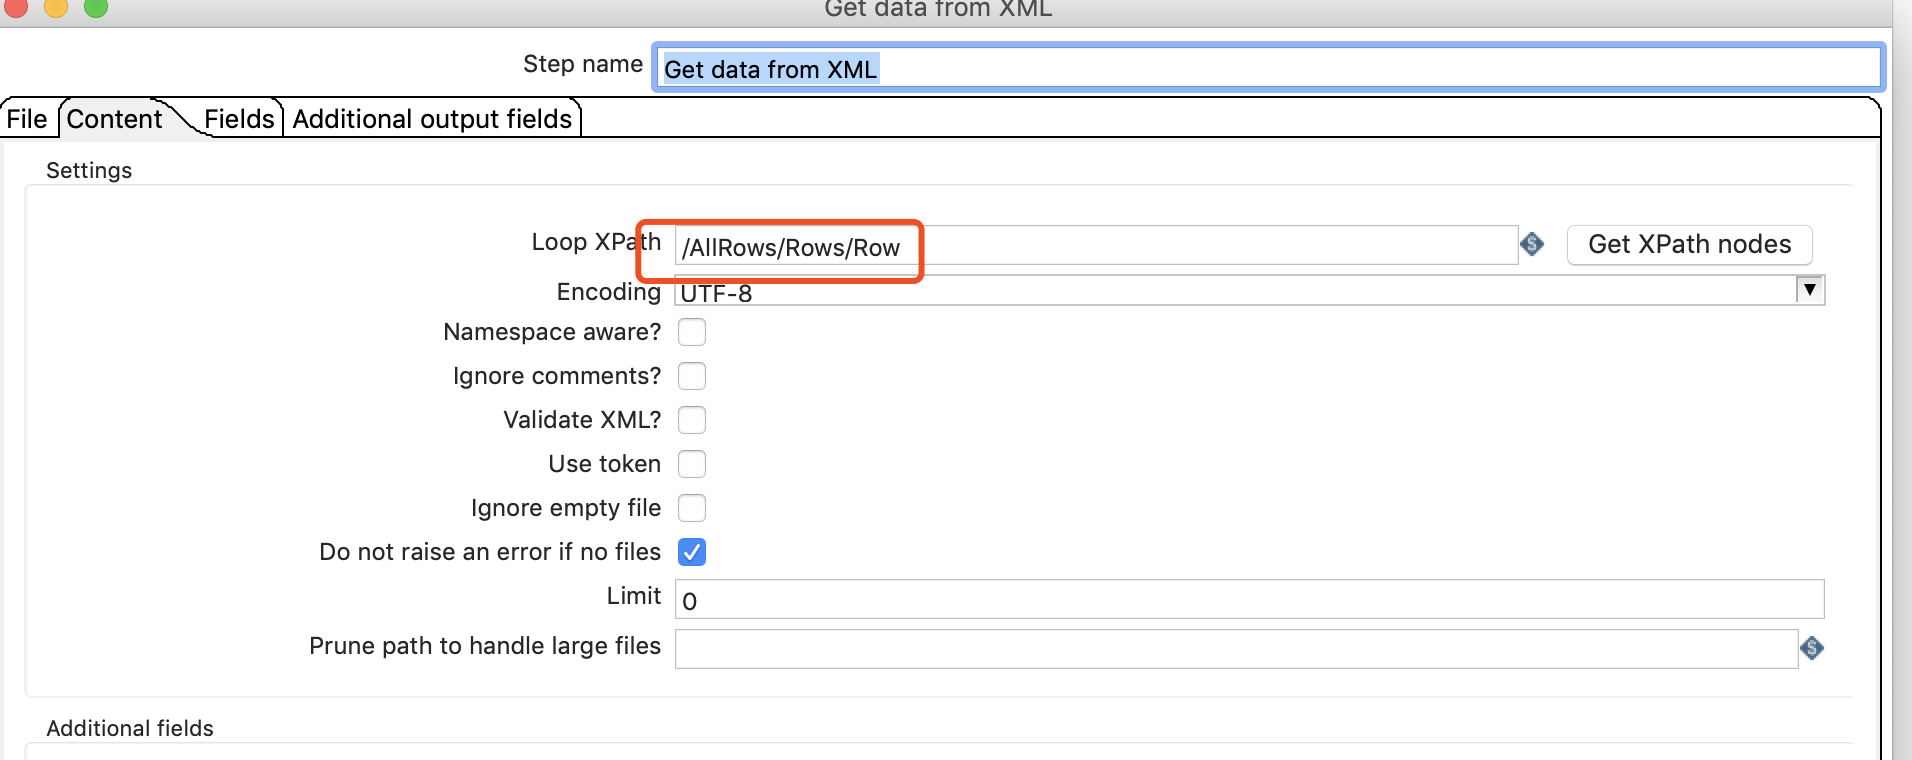 Get data from XML
Step name Get data from XML
File Content Fields Additional output fields
Settings
Loop XPath /AllRows/Rows/Row Get XPath nodes
Encoding UTF-8
Namespace aware?
Ignore comments?
Validate XML?
Use token
Ignore empty file
Do not raise an error if no files
Limit 0
Prune path to handle large files
Additional fields